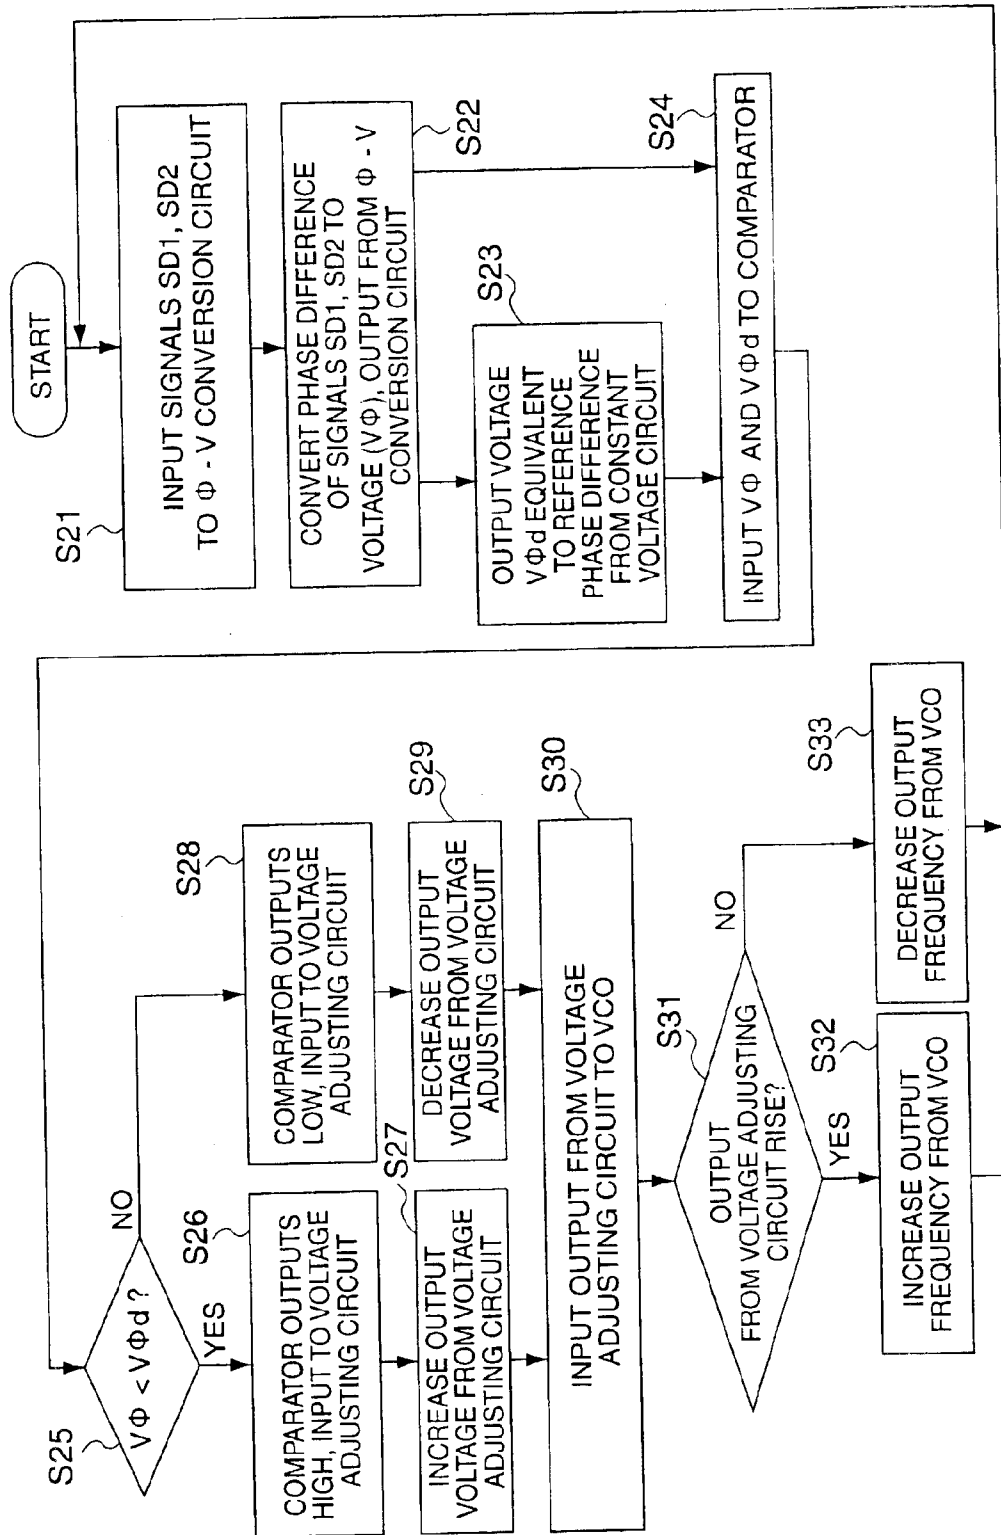 START
S21
INPUT SIGNALS SD1, SD2
TO Φ - V CONVERSION CIRCUIT
S22
CONVERT PHASE DIFFERENCE
OF SIGNALS SD1, SD2 TO
VOLTAGE (VΦ), OUTPUT FROM Φ - V
CONVERSION CIRCUIT
S23
OUTPUT VOLTAGE
VΦd EQUIVALENT
TO REFERENCE
PHASE DIFFERENCE
FROM CONSTANT
VOLTAGE CIRCUIT
S24
INPUT VΦ AND VΦd TO COMPARATOR
S25
VΦ < VΦd ?
NO
YES
S26
COMPARATOR OUTPUTS
HIGH, INPUT TO VOLTAGE
ADJUSTING CIRCUIT
S27
INCREASE OUTPUT
VOLTAGE FROM VOLTAGE
ADJUSTING CIRCUIT
S28
COMPARATOR OUTPUTS
LOW, INPUT TO VOLTAGE
ADJUSTING CIRCUIT
S29
DECREASE OUTPUT
VOLTAGE FROM VOLTAGE
ADJUSTING CIRCUIT
S30
INPUT OUTPUT FROM VOLTAGE
ADJUSTING CIRCUIT TO VCO
S31
OUTPUT
FROM VOLTAGE ADJUSTING
CIRCUIT RISE?
NO
YES
S32
INCREASE OUTPUT
FREQUENCY FROM VCO
S33
DECREASE OUTPUT
FREQUENCY FROM VCO